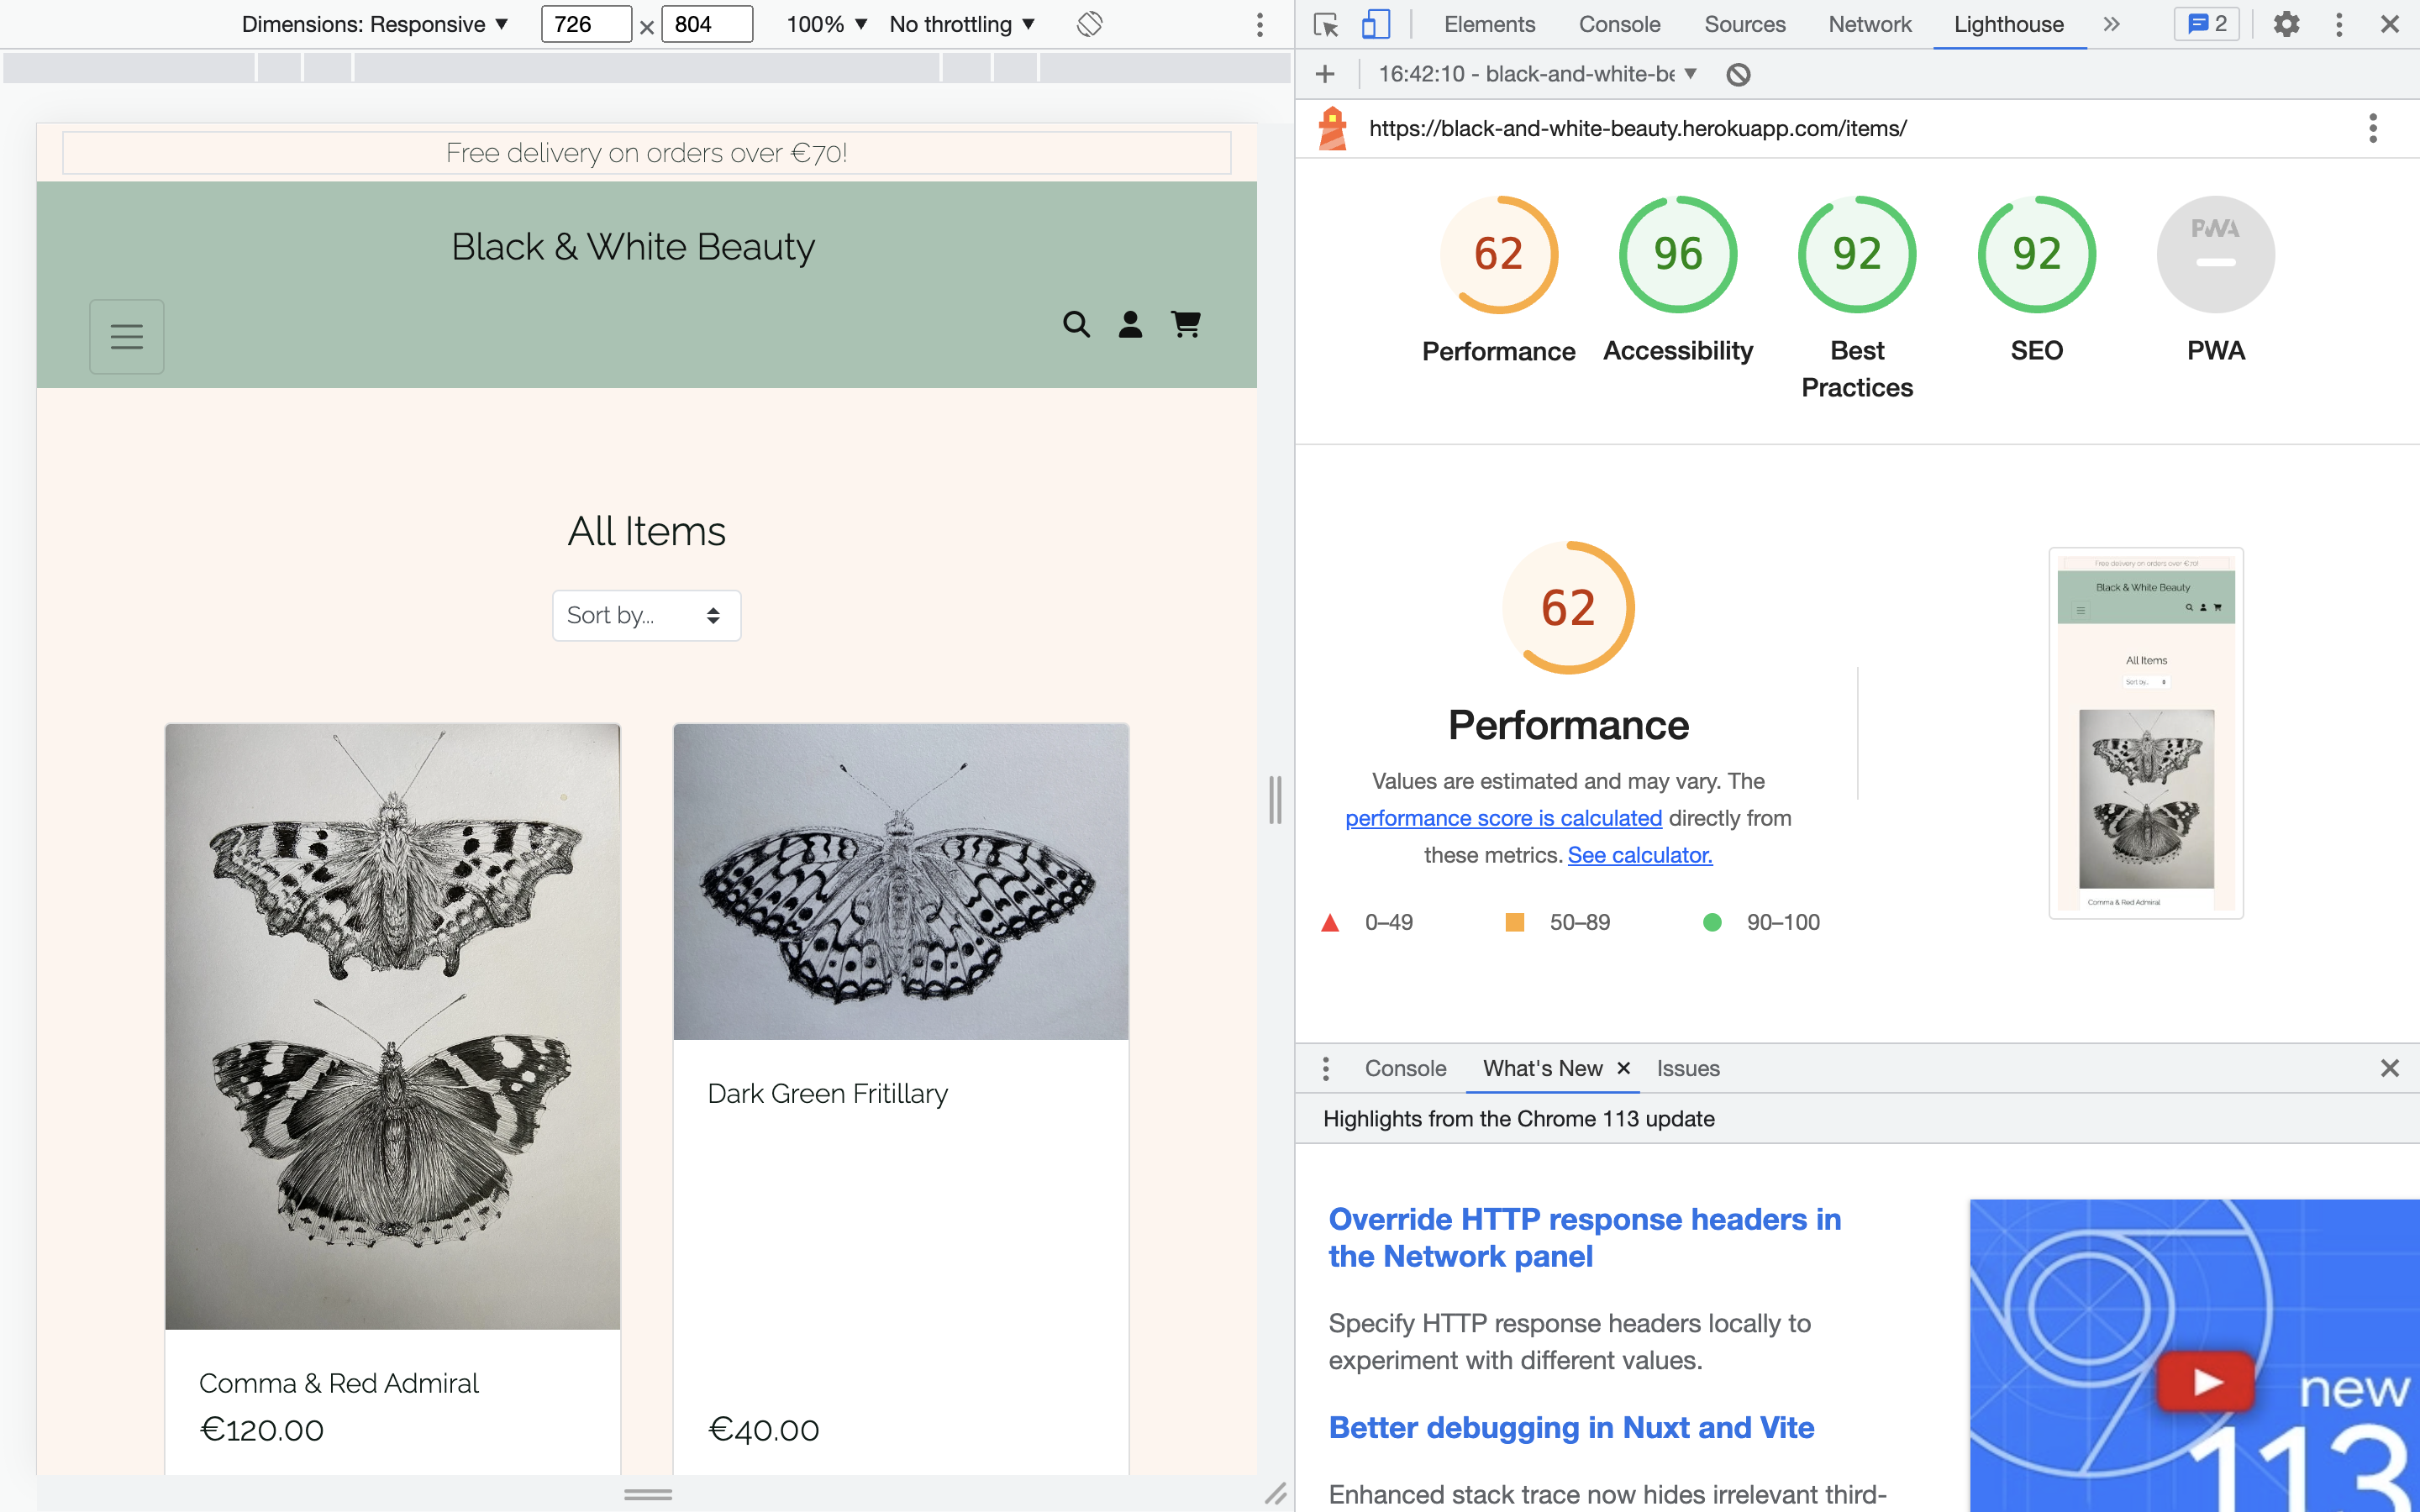 Dimensions: Responsive ▼ 726 × 804 100% ▼ No throttling ▼
Free delivery on orders over €70!
Black & White Beauty
All Items
Sort by...
Comma & Red Admiral
€120.00
Dark Green Fritillary
€40.00
Elements Console Sources Network Lighthouse » 2
+ 16:42:10 - black-and-white-be ▼
https://black-and-white-beauty.herokuapp.com/items/
62 96 92 92 PWA
Performance Accessibility Best Practices SEO PWA
62
Performance
Values are estimated and may vary. The
performance score is calculated directly from
these metrics. See calculator.
0–49 50–89 90–100
Free delivery on orders over €70!
Black & White Beauty
All Items
Sort by...
Comma & Red Admiral
Console What's New × Issues
Highlights from the Chrome 113 update
Override HTTP response headers in
the Network panel
Specify HTTP response headers locally to
experiment with different values.
Better debugging in Nuxt and Vite
Enhanced stack trace now hides irrelevant third-
new
113